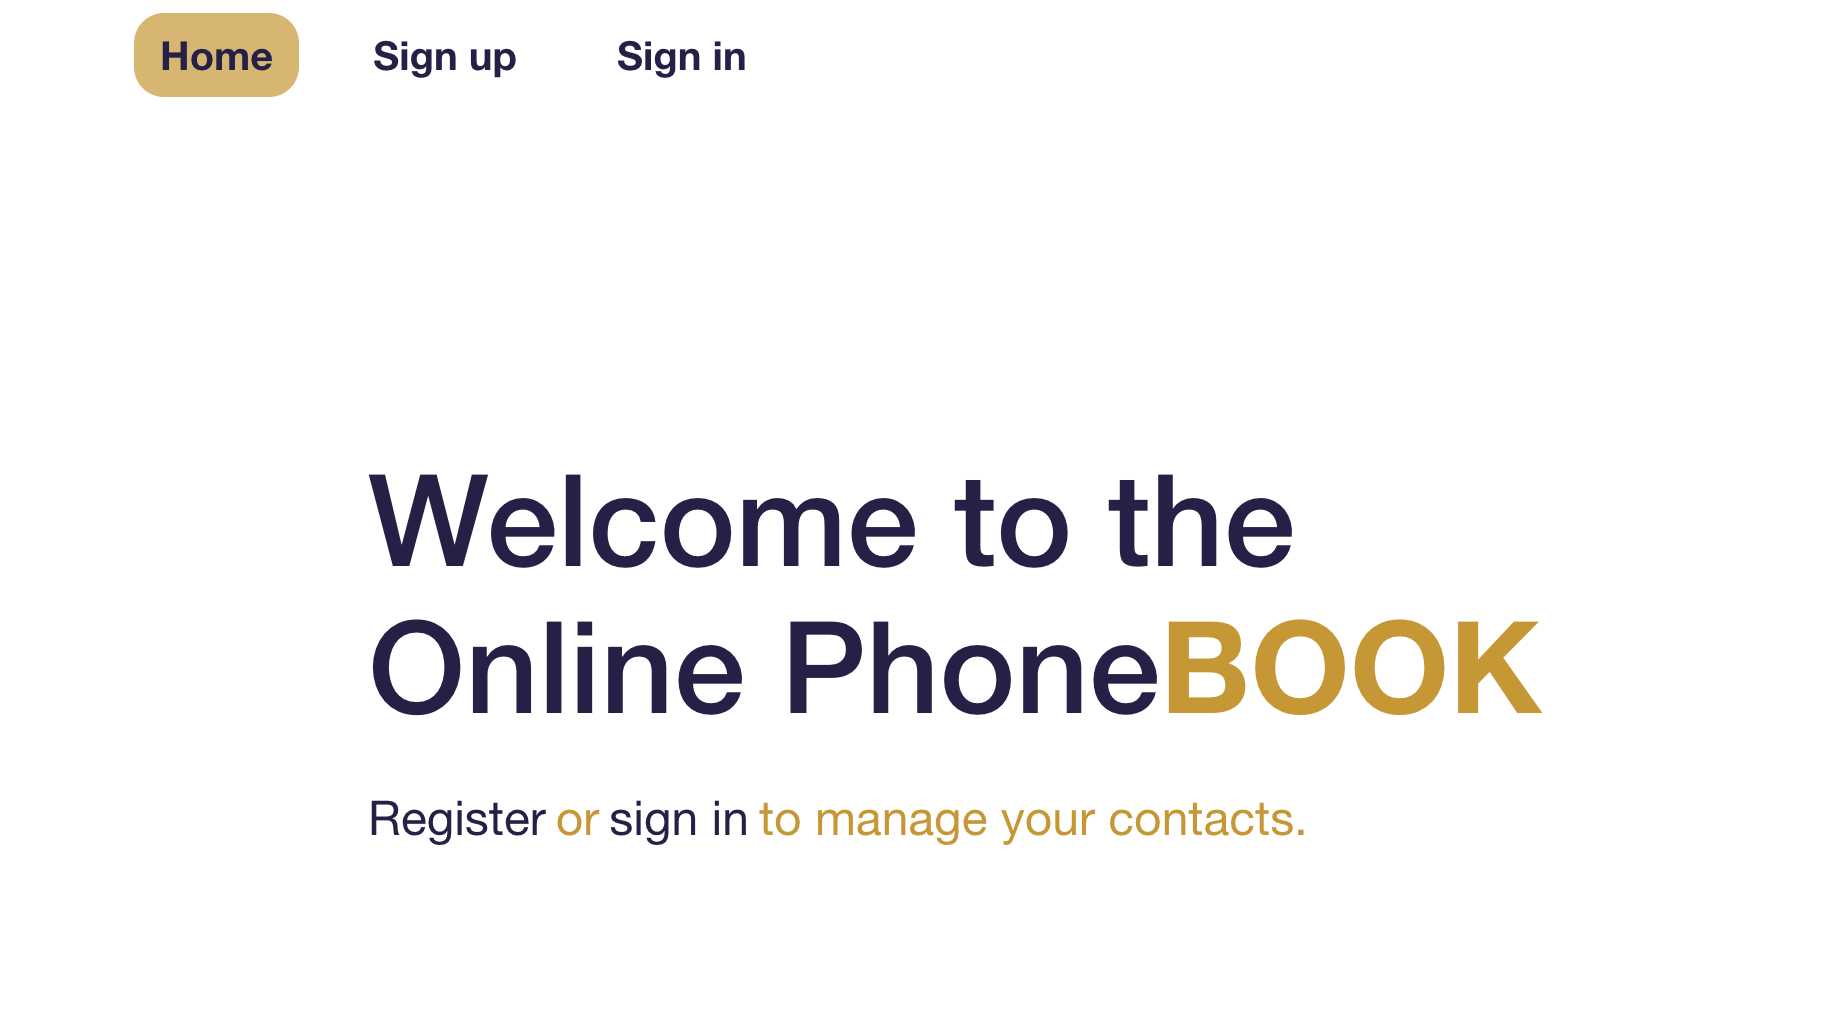 Home Sign up Sign in
Welcome to the
Online PhoneBOOK
Register or sign in to manage your contacts.